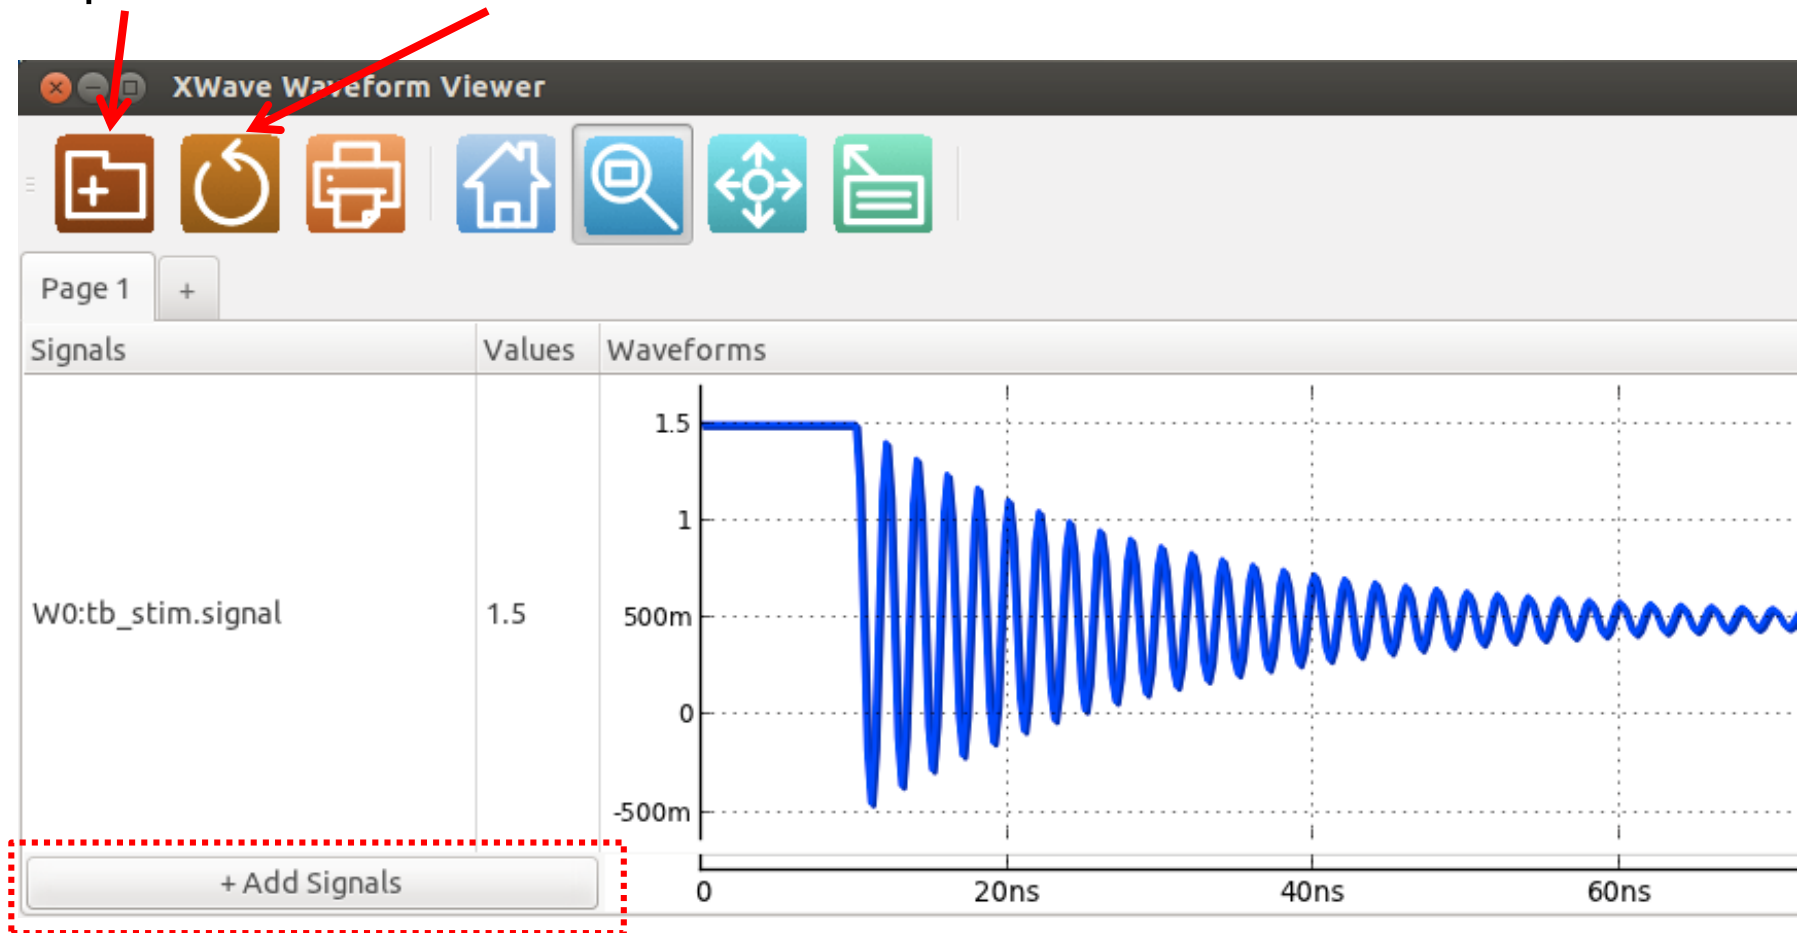 XWave Waveform Viewer
Page 1 +
Signals Values Waveforms
1.5
1
W0:tb_stim.signal 1.5 500m
0
-500m
+ Add Signals
0 20ns 40ns 60ns